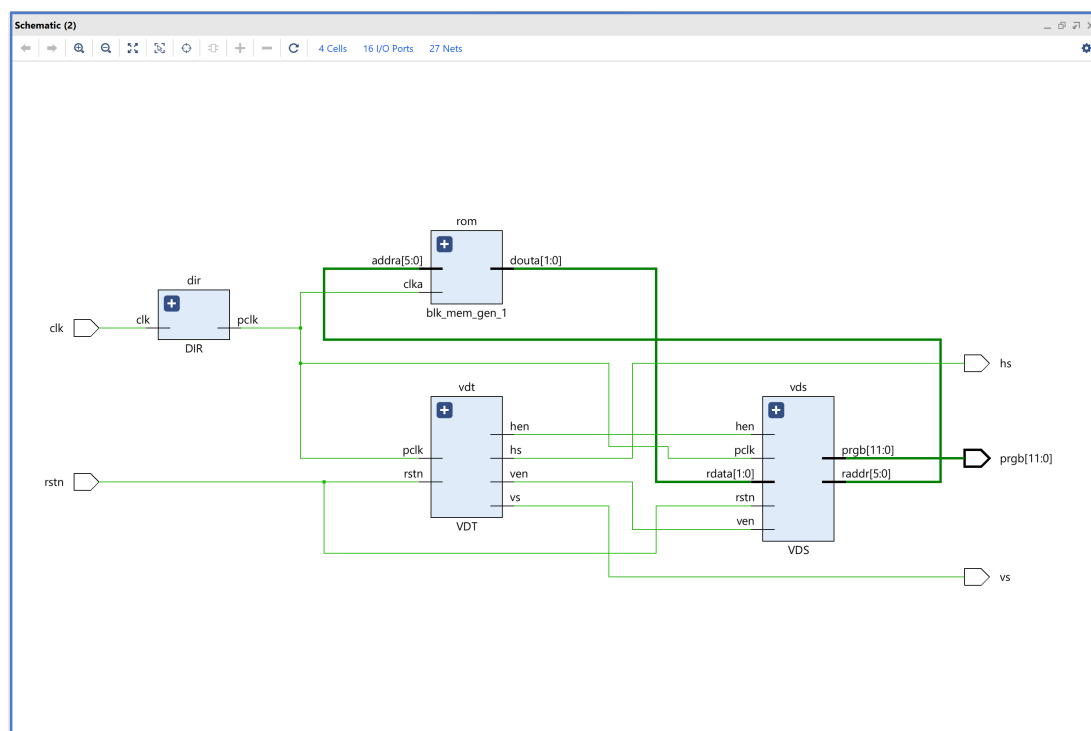 Schematic (2)
4 Cells 16 I/O Ports 27 Nets
rom
addra[5:0] douta[1:0]
clka
blk_mem_gen_1
dir
clk clk pclk
DIR
hs
vdt vds
hen hen
pclk hs pclk prgb[11:0] prgb[11:0]
rstn rstn ven rdata[1:0] raddr[5:0]
vs rstn
VDT ven
VDS
vs